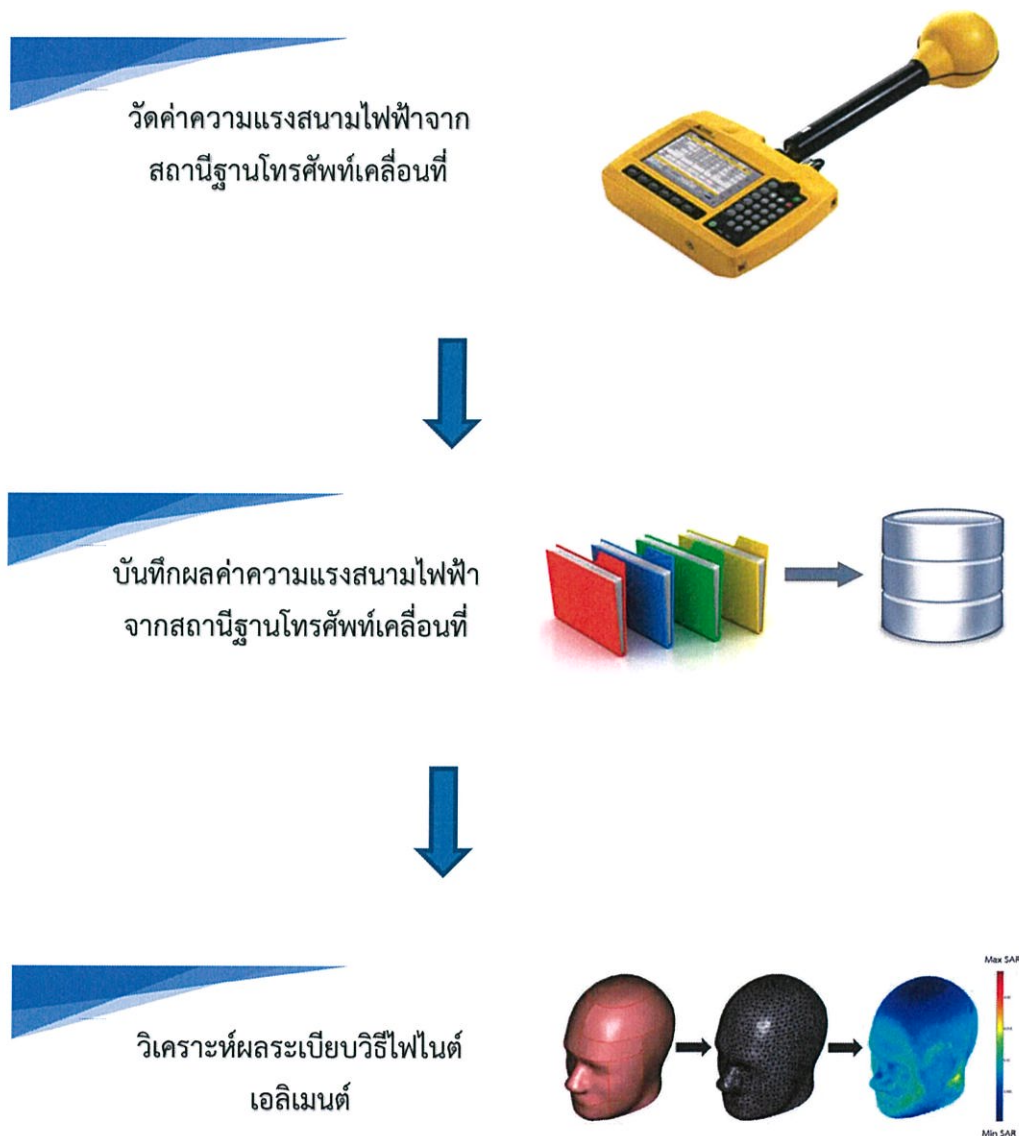 วัดค่าความแรงสนามไฟฟ้าจาก
สถานีฐานโทรศัพท์เคลื่อนที่
บันทึกผลค่าความแรงสนามไฟฟ้า
จากสถานีฐานโทรศัพท์เคลื่อนที่
วิเคราะห์ผลระเบียบวิธีไฟไนต์
เอลิเมนต์
Max SAR
Min SAR